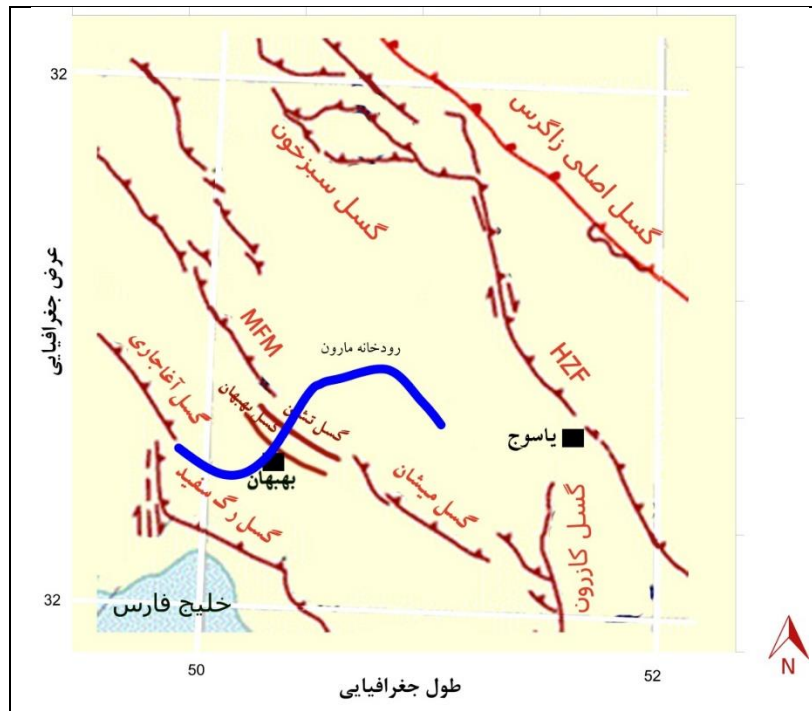 32
گسل اصلی زاگرس
گسل سبزخون
عرض جغرافیایی
MFM
رودخانه مارون
HZF
گسل آغاجاری
گسل بهبهان
گسل تشان
یاسوج
بهبهان
گسل میشان
گسل رگ سفید
گسل کازرون
خلیج فارس
32
50
52
طول جغرافیایی
N